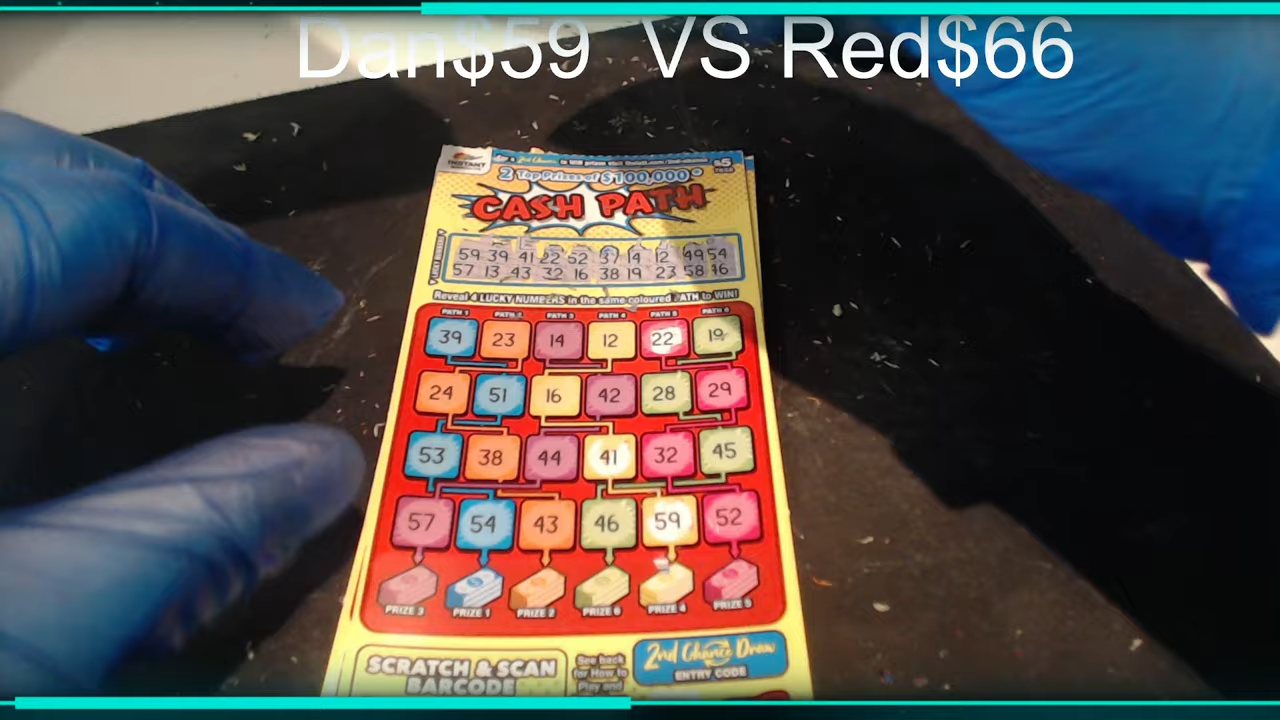 Dan$59 VS Red$66
INSTANT
2nd Chance
$5
2 Top Prizes of $100,000*
CASH PATH
LUCKY NUMBERS
59 39 41 22 52 37 14 12 49 54
57 13 43 32 16 38 19 23 58
Reveal 4 LUCKY NUMBERS in the same coloured PATH to WIN!
PATH 1 PATH 2 PATH 3 PATH 4 PATH 5 PATH 6
39 23 14 12 22 19
24 51 16 42 28 29
53 38 44 41 32 45
57 54 43 46 59 52
PRIZE 3 PRIZE 1 PRIZE 2 PRIZE 6 PRIZE 4 PRIZE 5
SCRATCH & SCAN
BARCODE
See back
for How to
Play and
2nd Chance Draw
ENTRY CODE